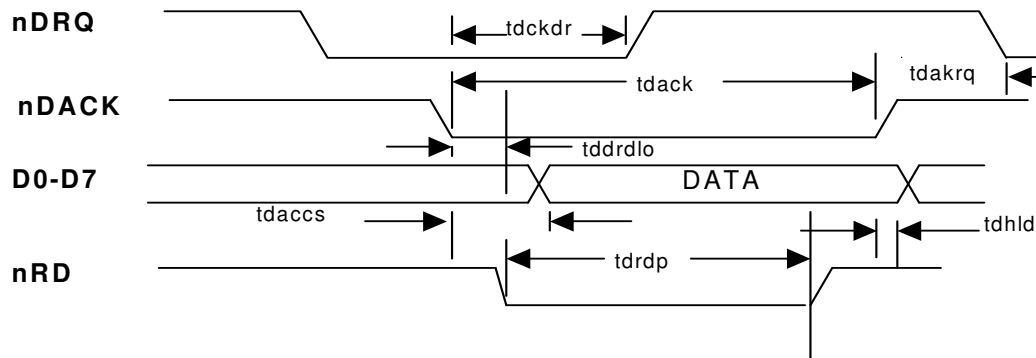 nDRQ
tdckdr
tdack
tdakrq
nDACK
tddrdlo
D0-D7
DATA
tdaccs
tdhld
tdrdp
nRD